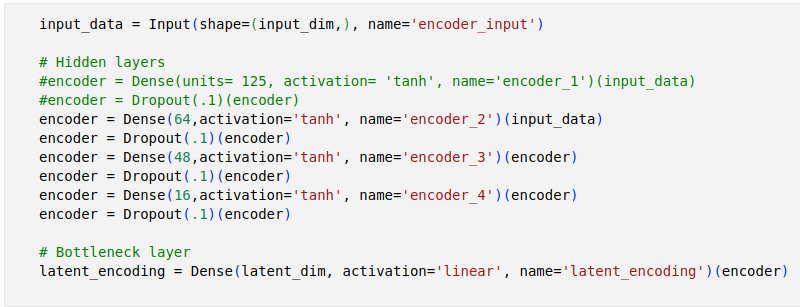 input_data = Input(shape=(input_dim,), name='encoder_input')
# Hidden layers
#encoder = Dense(units= 125, activation= 'tanh', name='encoder_1')(input_data)
#encoder = Dropout(.1)(encoder)
encoder = Dense(64,activation='tanh', name='encoder_2')(input_data)
encoder = Dropout(.1)(encoder)
encoder = Dense(48,activation='tanh', name='encoder_3')(encoder)
encoder = Dropout(.1)(encoder)
encoder = Dense(16,activation='tanh', name='encoder_4')(encoder)
encoder = Dropout(.1)(encoder)
# Bottleneck layer
latent_encoding = Dense(latent_dim, activation='linear', name='latent_encoding')(encoder)